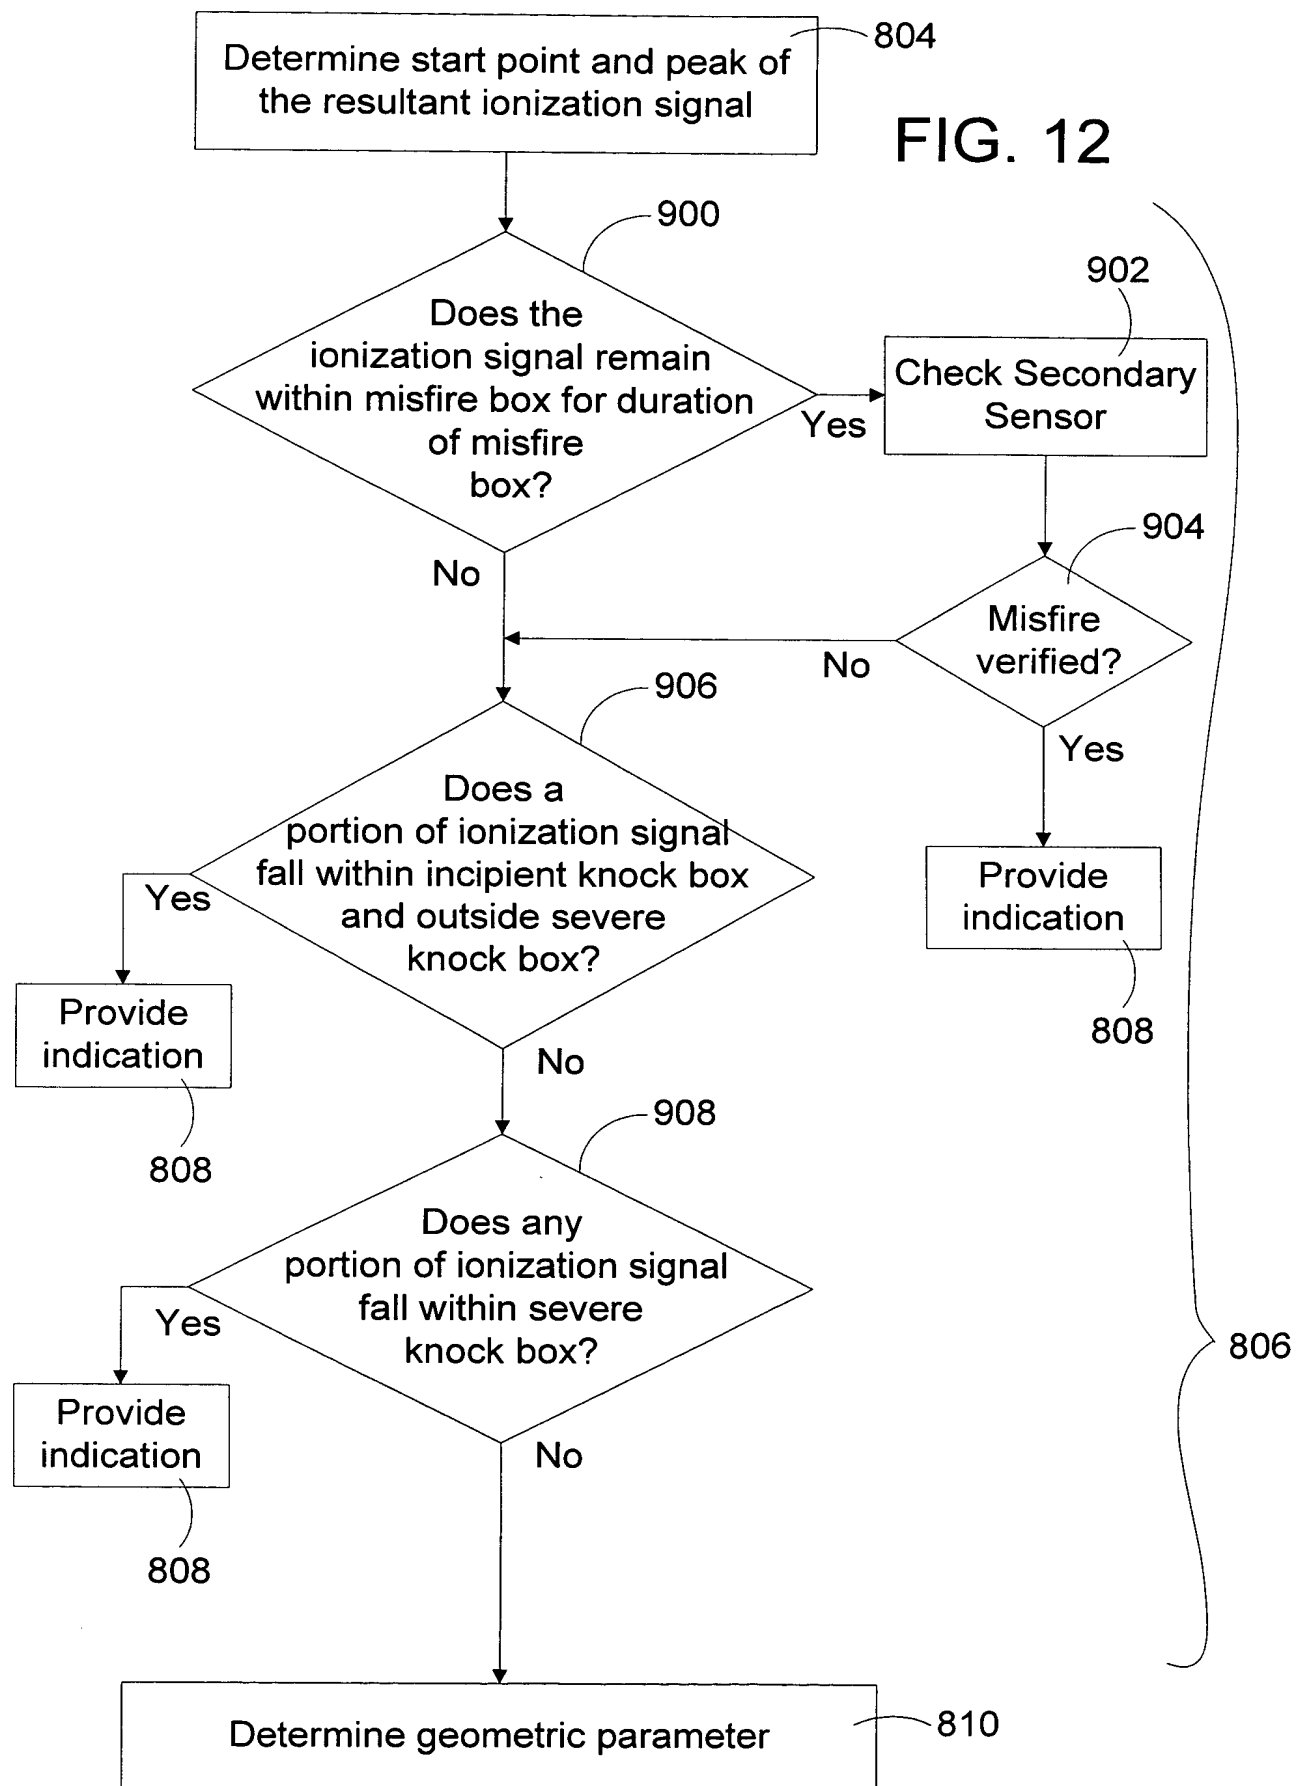 Determine start point and peak of
the resultant ionization signal
804
FIG. 12
900
Does the
ionization signal remain
within misfire box for duration
of misfire
box?
Yes
902
Check Secondary
Sensor
No
904
Misfire
verified?
No
Yes
906
Does a
portion of ionization signal
fall within incipient knock box
and outside severe
knock box?
Yes
Provide
indication
808
Provide
indication
808
No
908
Does any
portion of ionization signal
fall within severe
knock box?
Yes
806
Provide
indication
808
No
Determine geometric parameter
810